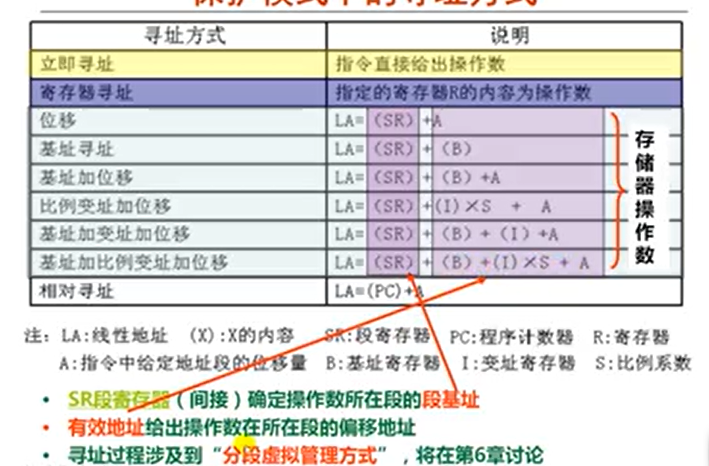 保护模式下的寻址方式
寻址方式 说明
立即寻址 指令直接给出操作数
寄存器寻址 指定的寄存器R的内容为操作数
位移 LA= (SR) +A
基址寻址 LA= (SR) + (B)
基址加位移 LA= (SR) + (B) +A
比例变址加位移 LA= (SR) +(I)×S + A
基址加变址加位移 LA= (SR) + (B) + (I) +A
基址加比例变址加位移 LA= (SR) + (B) +(I)×S + A
相对寻址 LA=(PC)+A
存储器操作数
注: LA:线性地址 (X):X的内容 SR:段寄存器 PC:程序计数器 R:寄存器
A:指令中给定地址段的位移量 B:基址寄存器 I:变址寄存器 S:比例系数
• SR段寄存器（间接）确定操作数所在段的段基址
• 有效地址给出操作数在所在段的偏移地址
• 寻址过程涉及到“分段虚拟管理方式”，将在第6章讨论